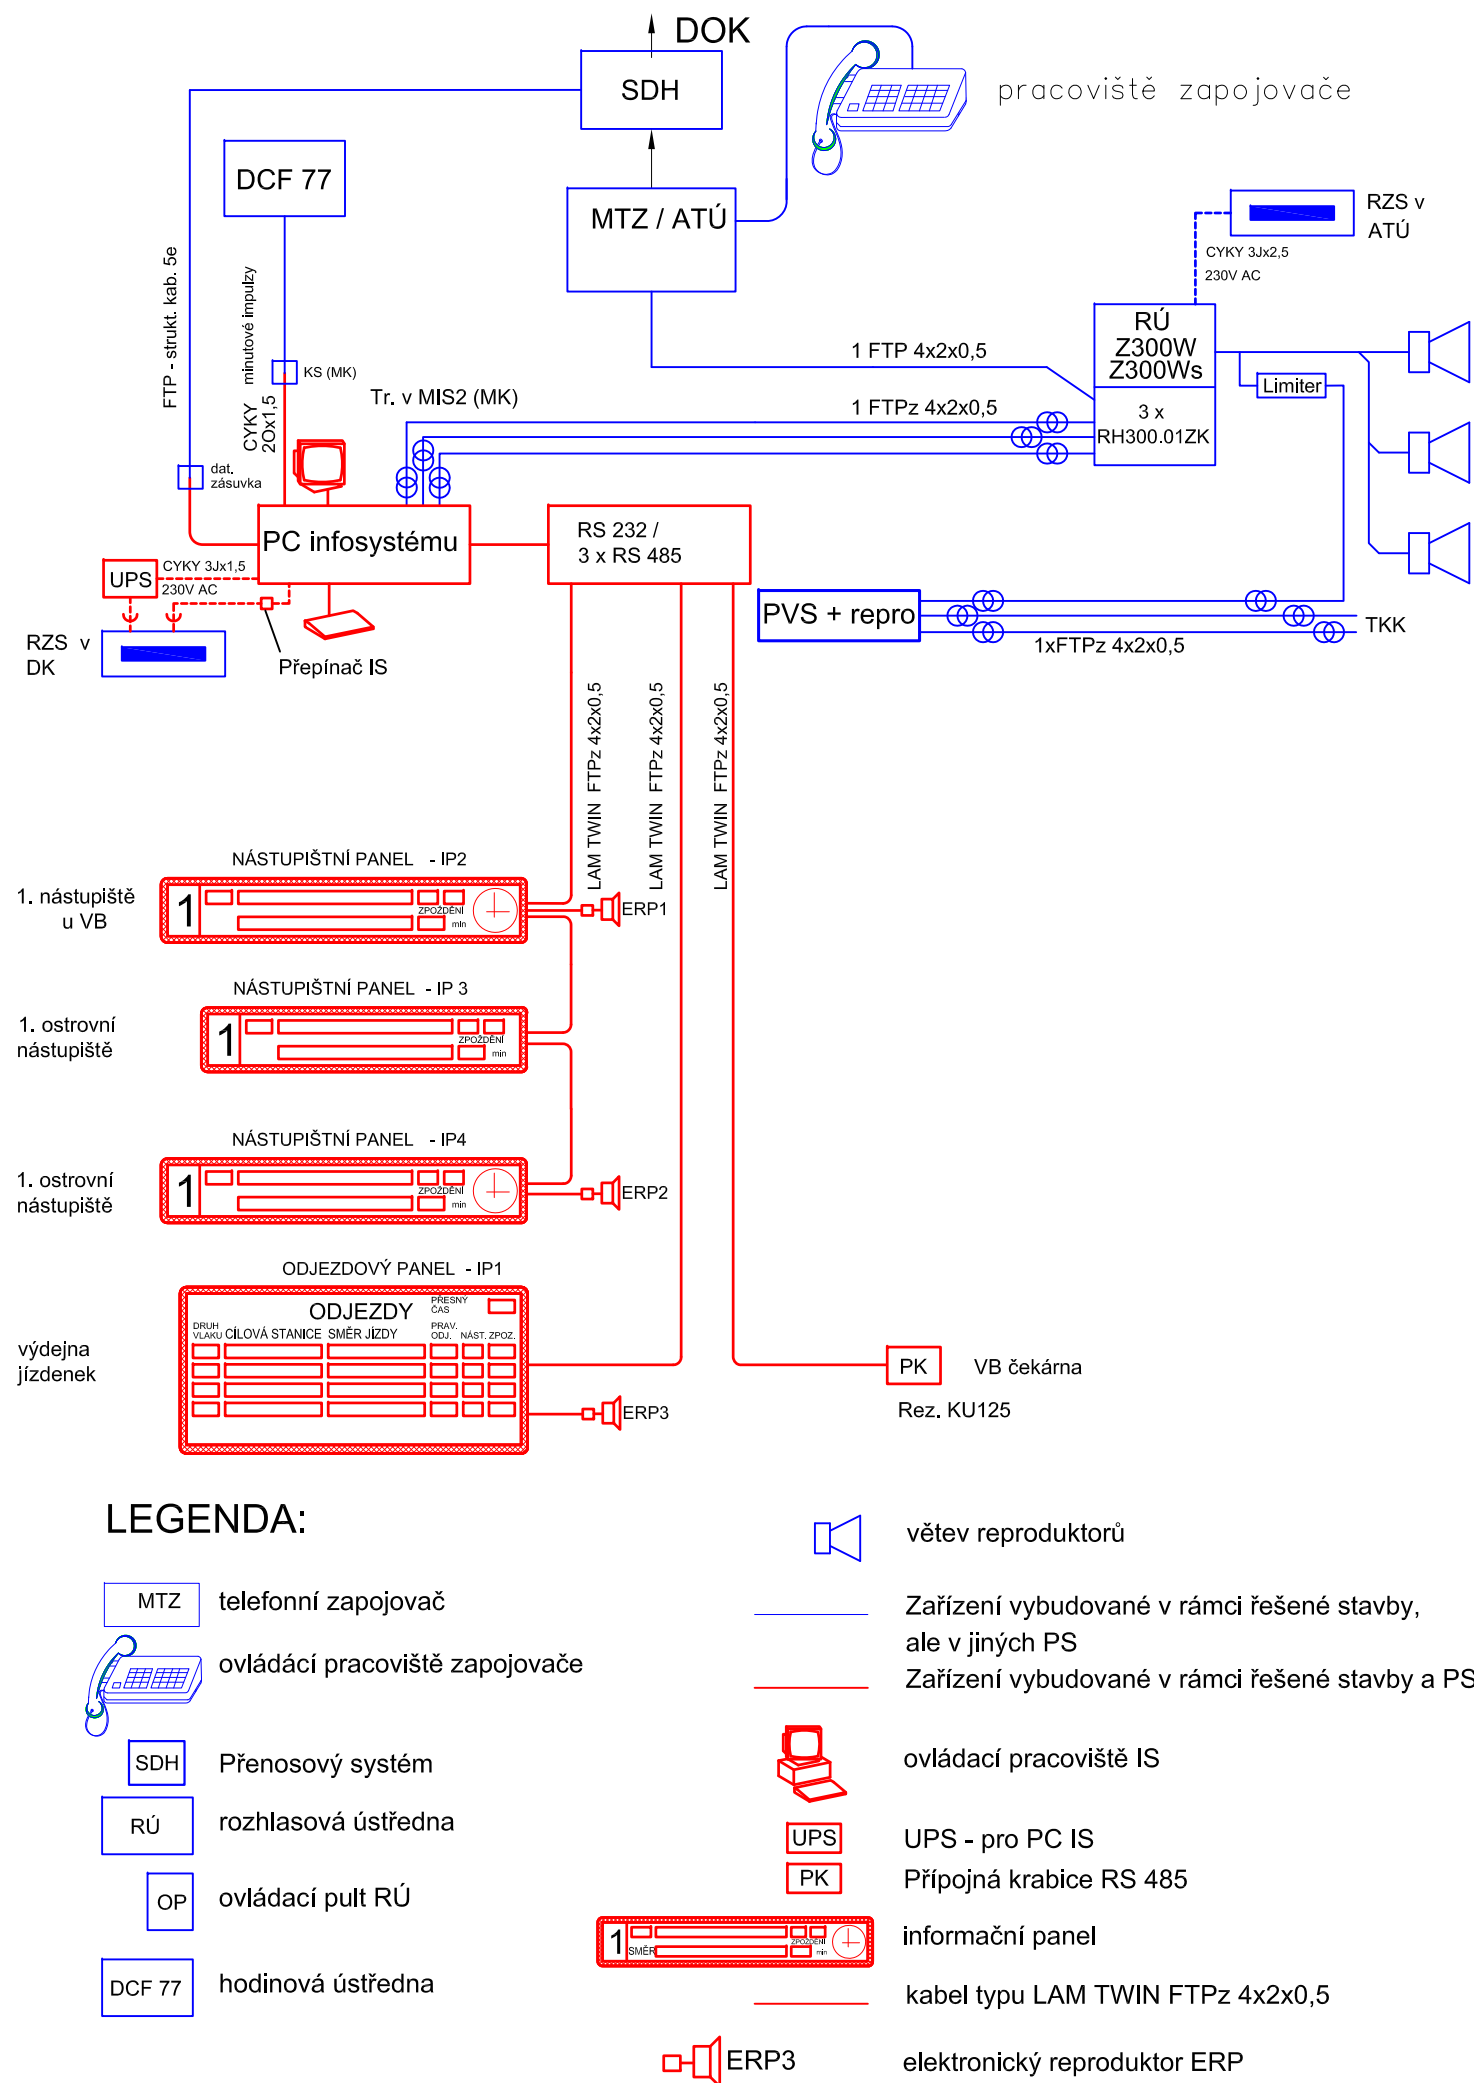 DOK
SDH
pracoviště zapojovače
DCF 77
MTZ / ATÚ
RZS v
ATÚ
CYKY 3Jx2,5
230V AC
FTP - strukt. kab. 5e
minutové impulzy
KS (MK)
CYKY
2Ox1,5
RÚ
Z300W
Z300Ws
1 FTP 4x2x0,5
Limiter
Tr. v MIS2 (MK)
1 FTPz 4x2x0,5
3 x
RH300.01ZK
dat.
zásuvka
PC infosystému
RS 232 /
3 x RS 485
UPS
CYKY 3Jx1,5
230V AC
PVS + repro
TKK
1xFTPz 4x2x0,5
RZS v
DK
Přepínač IS
LAM TWIN FTPz 4x2x0,5
LAM TWIN FTPz 4x2x0,5
LAM TWIN FTPz 4x2x0,5
NÁSTUPIŠTNÍ PANEL - IP2
1. nástupiště
u VB
1
ZPOŽDĚNÍ
min
ERP1
NÁSTUPIŠTNÍ PANEL - IP 3
1. ostrovní
nástupiště
1
ZPOŽDĚNÍ
min
NÁSTUPIŠTNÍ PANEL - IP4
1. ostrovní
nástupiště
1
ZPOŽDĚNÍ
min
ERP2
ODJEZDOVÝ PANEL - IP1
ODJEZDY
PŘESNÝ
ČAS
DRUH
VLAKU
CÍLOVÁ STANICE
SMĚR JÍZDY
PRAV.
ODJ.
NÁST.
ZPOZ.
výdejna
jízdenek
ERP3
PK
VB čekárna
Rez. KU125
LEGENDA:
MTZ
telefonní zapojovač
ovládácí pracoviště zapojovače
SDH
Přenosový systém
RÚ
rozhlasová ústředna
OP
ovládací pult RÚ
DCF 77
hodinová ústředna
větev reproduktorů
Zařízení vybudované v rámci řešené stavby,
ale v jiných PS
Zařízení vybudované v rámci řešené stavby a PS
ovládací pracoviště IS
UPS
UPS - pro PC IS
PK
Přípojná krabice RS 485
1
SMĚR
ZPOŽDĚNÍ
min
informační panel
kabel typu LAM TWIN FTPz 4x2x0,5
ERP3
elektronický reproduktor ERP